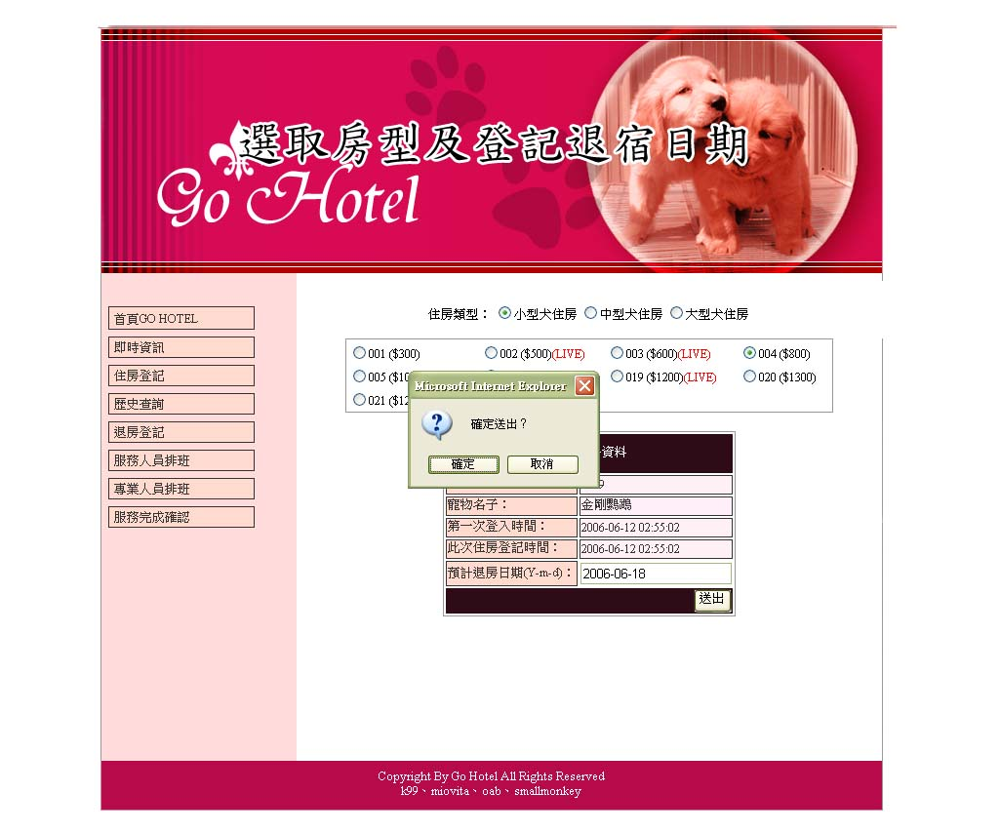 選取房型及登記退宿日期
Go Hotel
首頁GO HOTEL
即時資訊
住房登記
歷史查詢
退房登記
服務人員排班
專業人員排班
服務完成確認
住房類型： 小型犬住房 中型犬住房 大型犬住房
001 ($300) 002 ($500)(LIVE) 003 ($600)(LIVE) 004 ($800)
005 ($10 019 ($1200)(LIVE) 020 ($1300)
021 ($12
Microsoft Internet Explorer
確定送出？
確定 取消
資料
9
寵物名子： 金剛鸚鵡
第一次登入時間： 2006-06-12 02:55:02
此次住房登記時間： 2006-06-12 02:55:02
預計退房日期(Y-m-d)： 2006-06-18
送出
Copyright By Go Hotel All Rights Reserved
k99、miovita、oab、smallmonkey